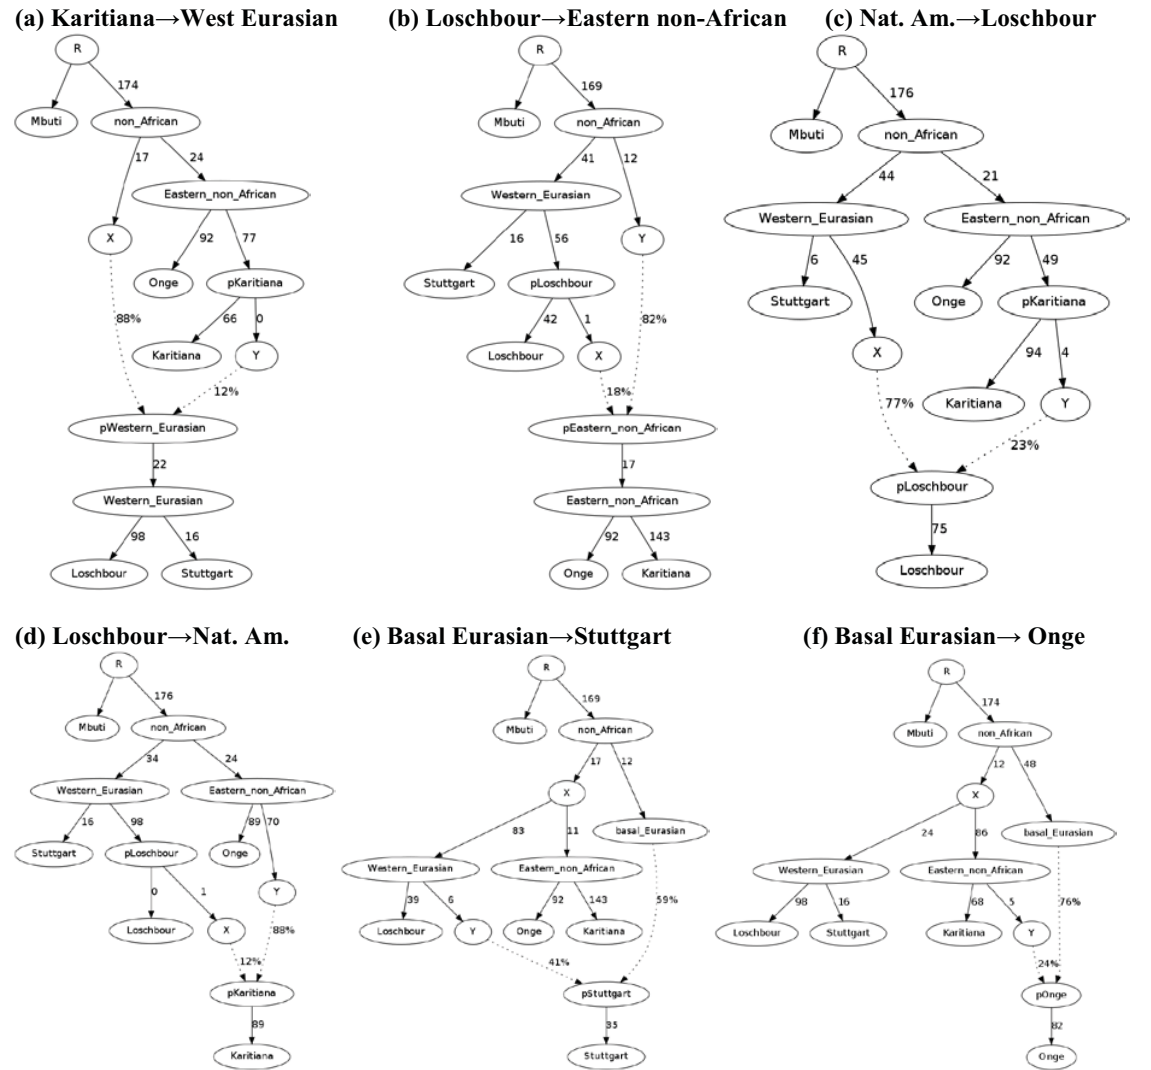 (a) Karitiana→West Eurasian
R
174
Mbuti
non_African
17
24
Eastern_non_African
X
92
77
Onge
pKaritiana
88%
66
0
Karitiana
Y
12%
pWestern_Eurasian
22
Western_Eurasian
98
16
Loschbour
Stuttgart
(b) Loschbour→Eastern non-African
R
169
Mbuti
non_African
41
12
Western_Eurasian
16
56
Y
Stuttgart
pLoschbour
42
1
82%
Loschbour
X
18%
pEastern_non_African
17
Eastern_non_African
92
143
Onge
Karitiana
(c) Nat. Am.→Loschbour
R
176
Mbuti
non_African
44
21
Western_Eurasian
Eastern_non_African
6
45
92
49
Stuttgart
Onge
pKaritiana
X
94
4
77%
Karitiana
Y
23%
pLoschbour
75
Loschbour
(d) Loschbour→Nat. Am.
R
176
Mbuti
non_African
34
24
Western_Eurasian
Eastern_non_African
16
98
89
70
Stuttgart
pLoschbour
Onge
0
1
Y
Loschbour
X
88%
12%
pKaritiana
89
Karitiana
(e) Basal Eurasian→Stuttgart
R
169
Mbuti
non_African
17
12
X
83
11
basal_Eurasian
Western_Eurasian
Eastern_non_African
39
6
92
143
59%
Loschbour
Y
Onge
Karitiana
41%
pStuttgart
35
Stuttgart
(f) Basal Eurasian→ Onge
R
174
Mbuti
non_African
12
48
X
24
86
basal_Eurasian
Western_Eurasian
Eastern_non_African
98
16
68
5
76%
Loschbour
Stuttgart
Karitiana
Y
24%
pOnge
82
Onge